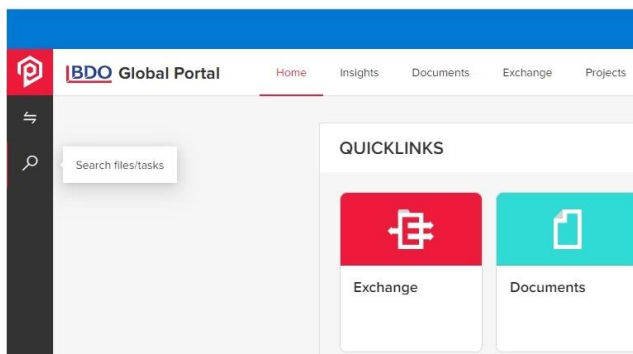 BDO Global Portal
Home Insights Documents Exchange Projects
Search files/tasks
QUICKLINKS
Exchange
Documents